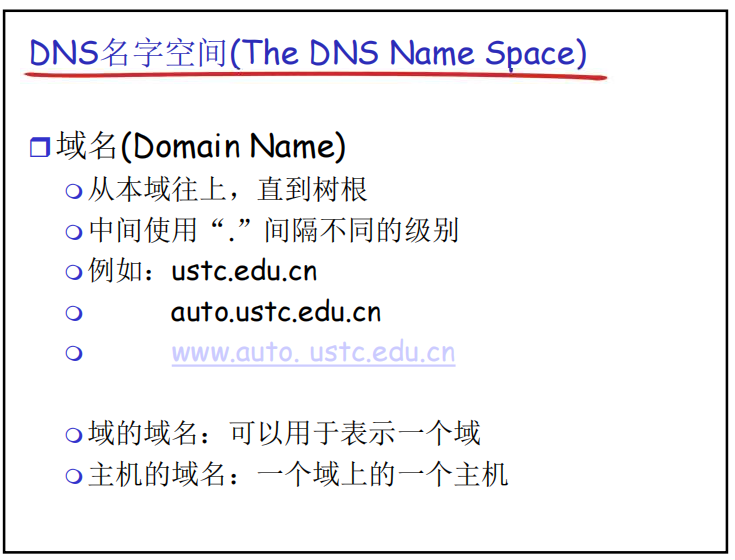 DNS名字空间(The DNS Name Space)
域名(Domain Name)
从本域往上，直到树根
中间使用“.”间隔不同的级别
例如：ustc.edu.cn
auto.ustc.edu.cn
www.auto. ustc.edu.cn
域的域名：可以用于表示一个域
主机的域名：一个域上的一个主机